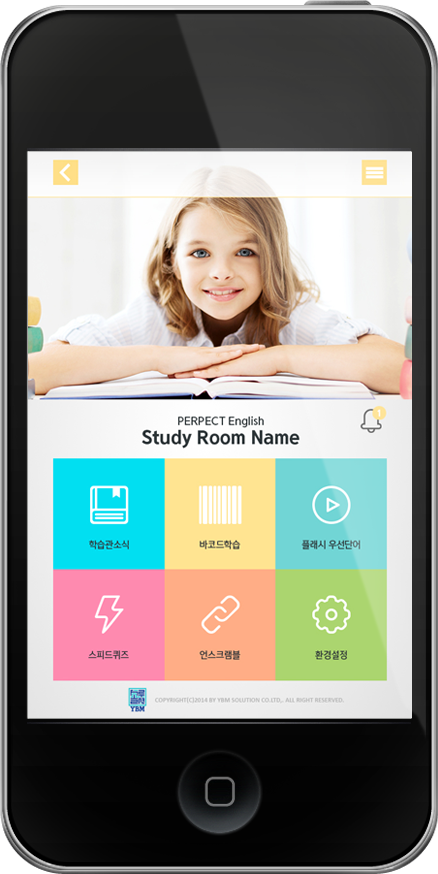 PERPECT English
1
Study Room Name
학습관소식
바코드학습
플래시 우선단어
스피드퀴즈
언스크램블
환경설정
YBM
COPYRIGHT(C)2014 BY YBM SOLUTION CO.LTD,. ALL RIGHT RESERVED.